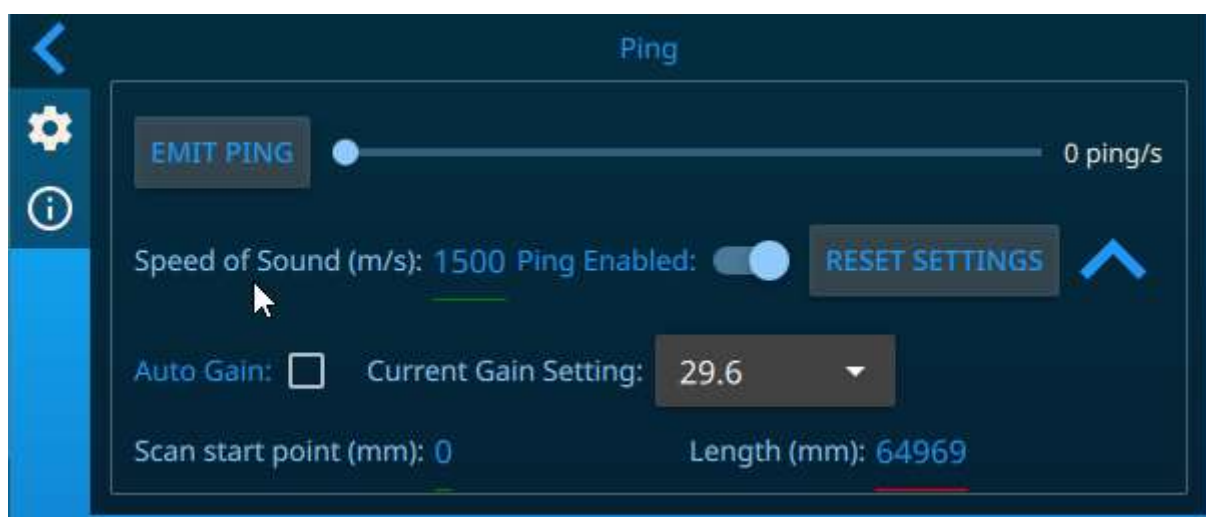 Ping
EMIT PING 0 ping/s
Speed of Sound (m/s): 1500 Ping Enabled: RESET SETTINGS
Auto Gain: Current Gain Setting: 29.6
Scan start point (mm): 0 Length (mm): 64969